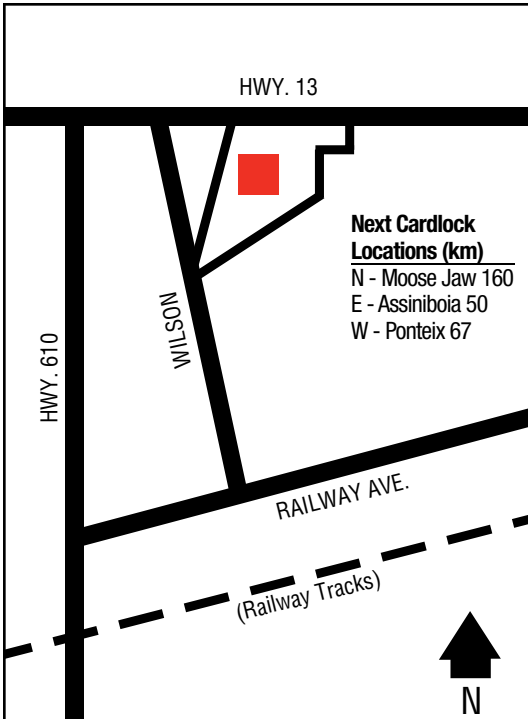 HWY. 13
Next Cardlock
Locations (km)
N - Moose Jaw 160
E - Assiniboia 50
W - Ponteix 67
WILSON
HWY. 610
RAILWAY AVE.
(Railway Tracks)
N